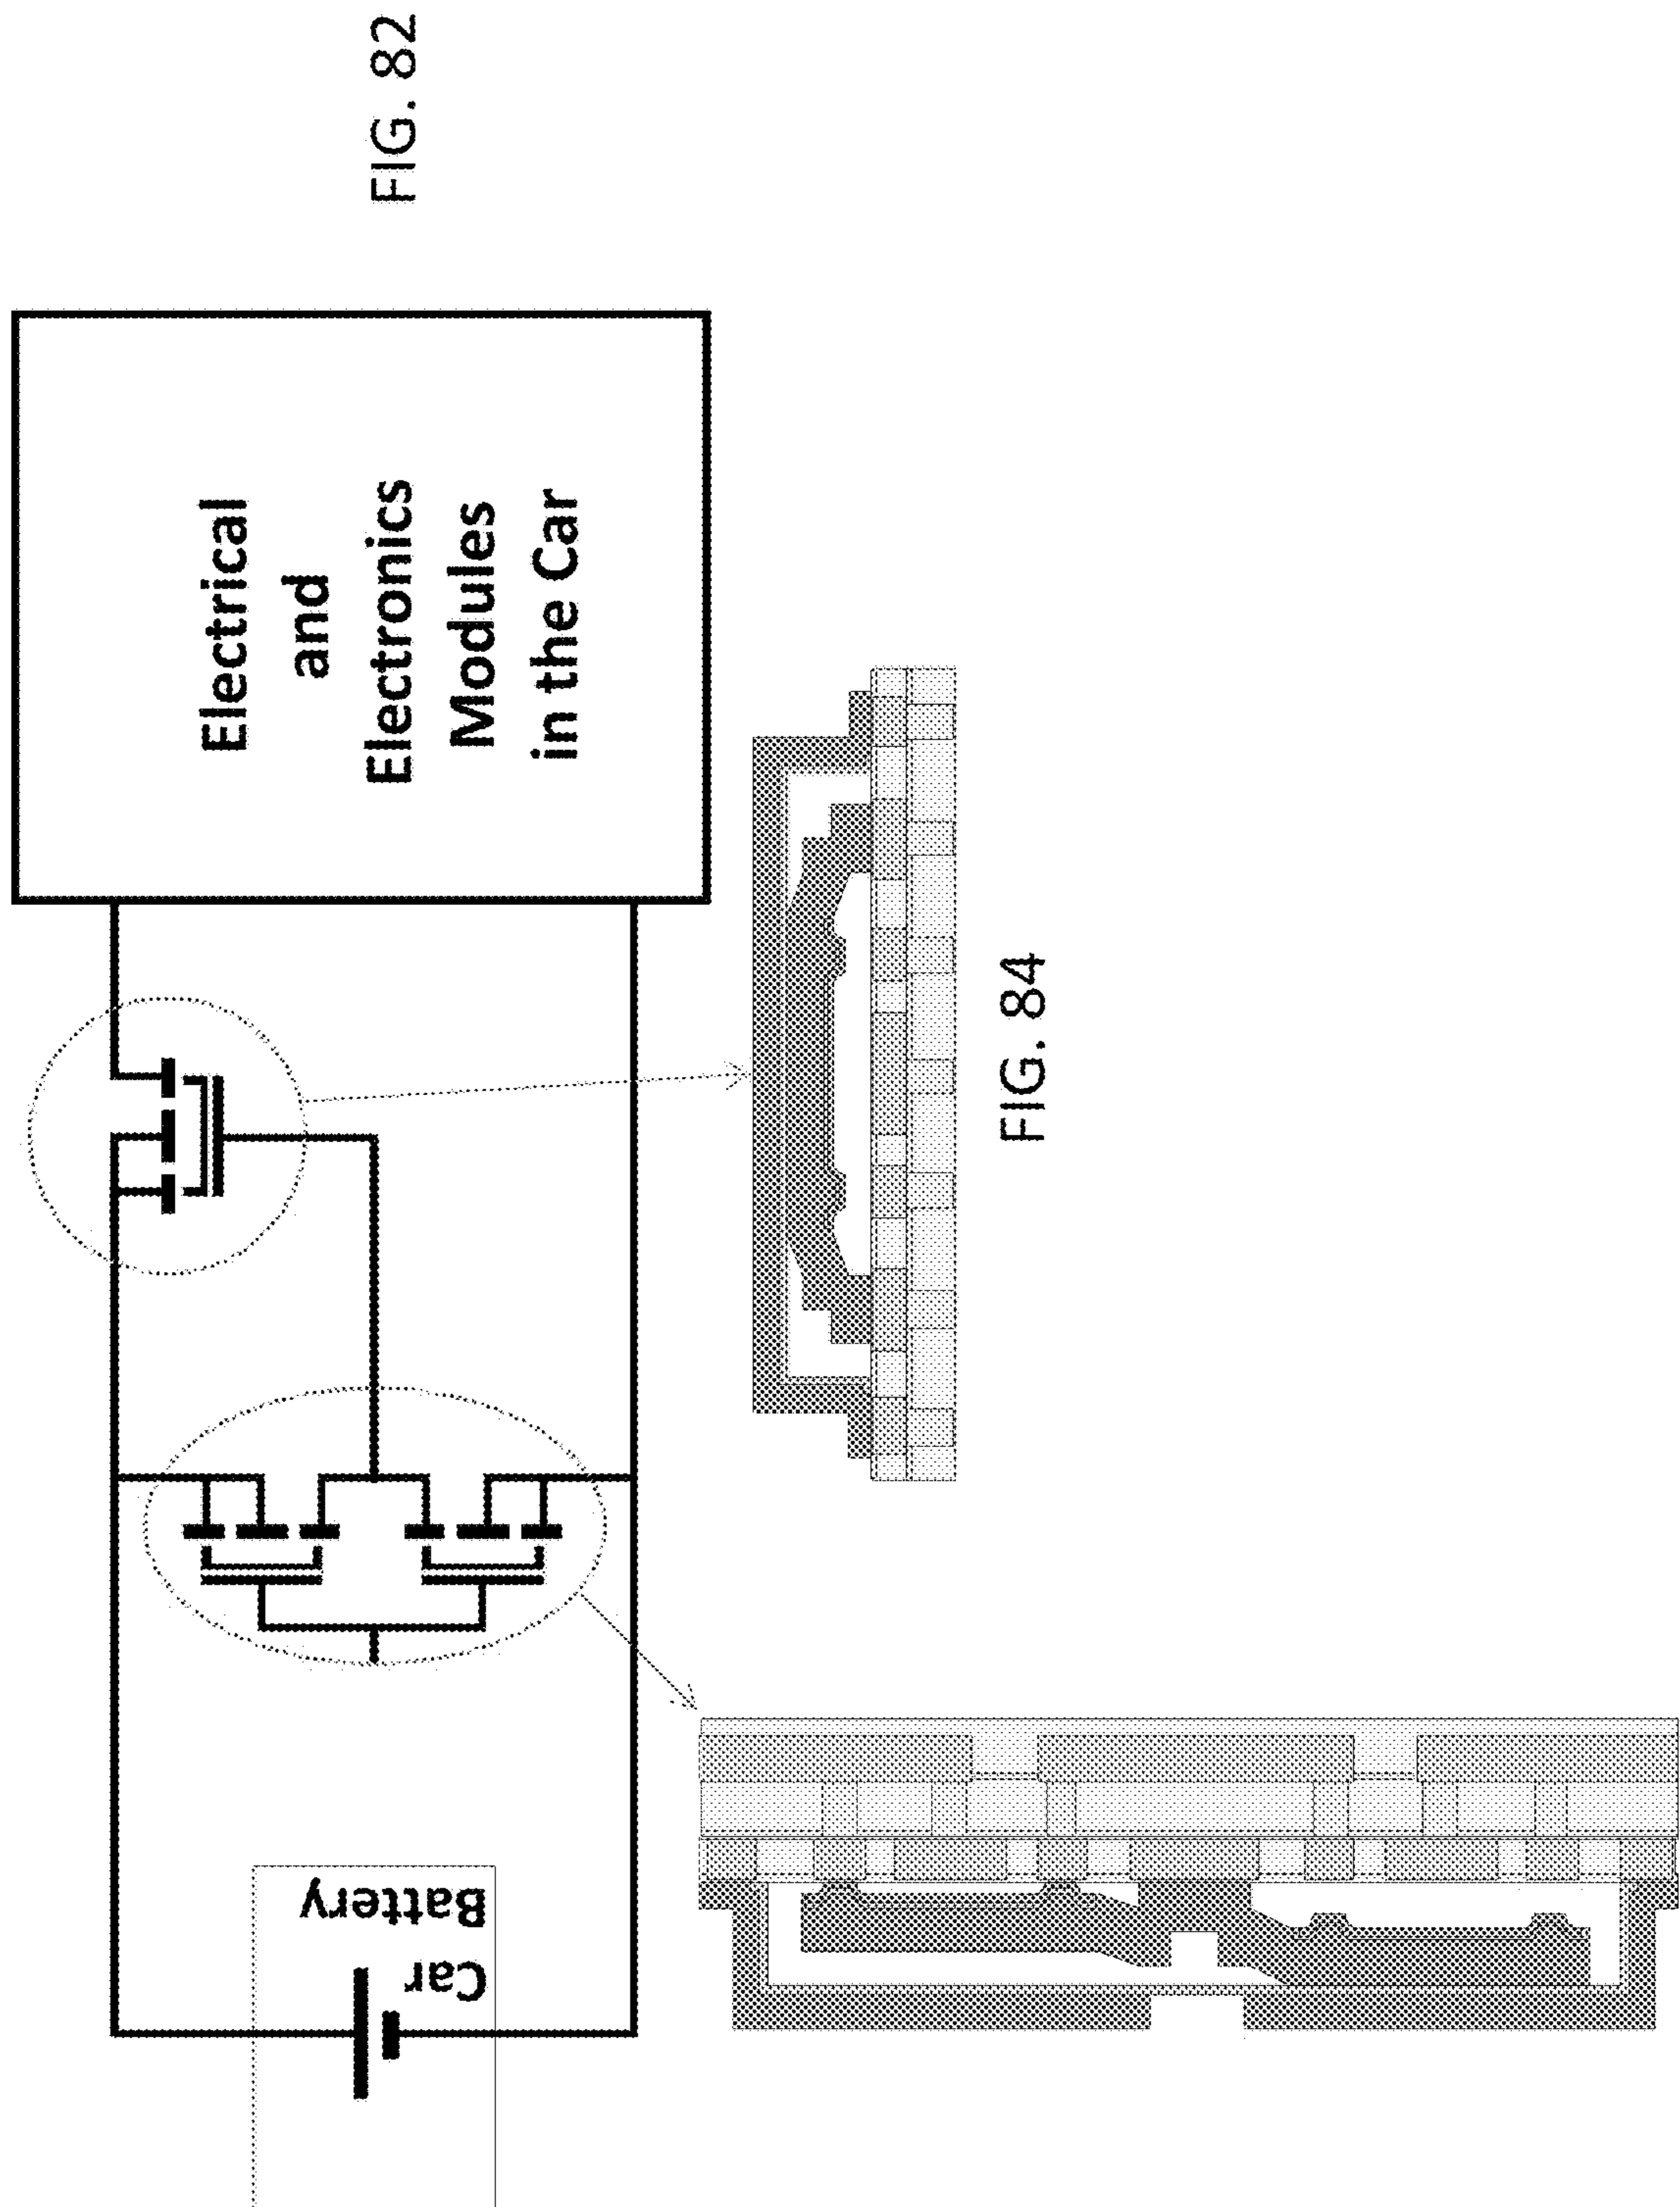 FIG. 82
Electrical
and
Electronics
Modules
in the Car
Car
Battery
FIG. 84